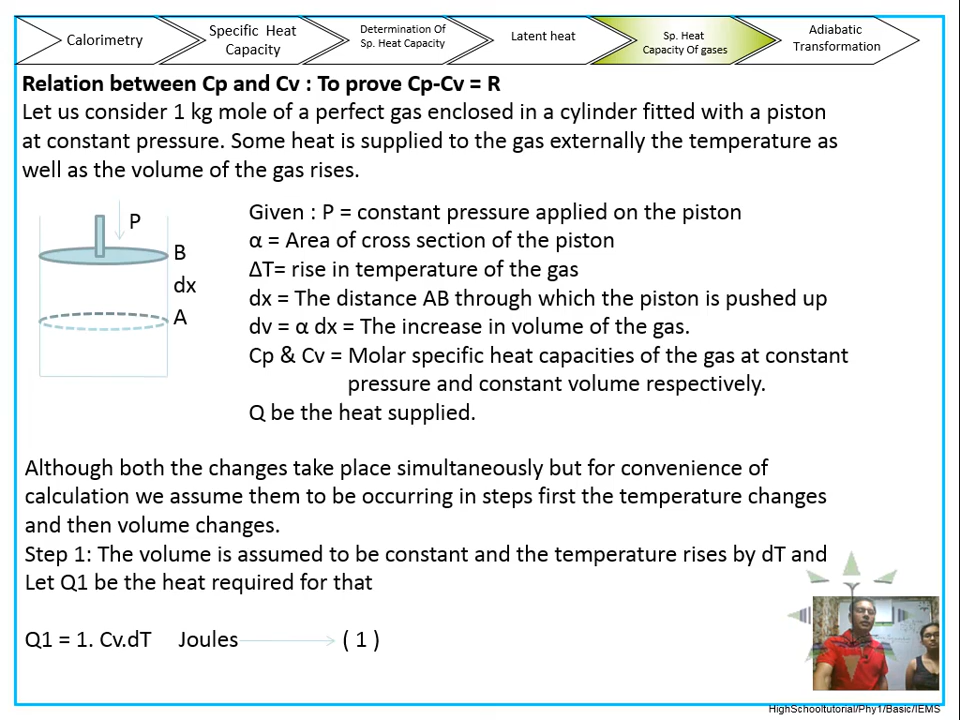 Calorimetry
Specific Heat
Capacity
Determination Of
Sp. Heat Capacity
Latent heat
Sp. Heat
Capacity Of gases
Adiabatic
Transformation
Relation between Cp and Cv : To prove Cp-Cv = R
Let us consider 1 kg mole of a perfect gas enclosed in a cylinder fitted with a piston
at constant pressure. Some heat is supplied to the gas externally the temperature as
well as the volume of the gas rises.
P
B
dx
A
Given : P = constant pressure applied on the piston
α = Area of cross section of the piston
ΔT= rise in temperature of the gas
dx = The distance AB through which the piston is pushed up
dv = α dx = The increase in volume of the gas.
Cp & Cv = Molar specific heat capacities of the gas at constant
pressure and constant volume respectively.
Q be the heat supplied.
Although both the changes take place simultaneously but for convenience of
calculation we assume them to be occurring in steps first the temperature changes
and then volume changes.
Step 1: The volume is assumed to be constant and the temperature rises by dT and
Let Q1 be the heat required for that
Q1 = 1. Cv.dT Joules ( 1 )
HighSchooltutorial/Phy1/Basic/IEMS